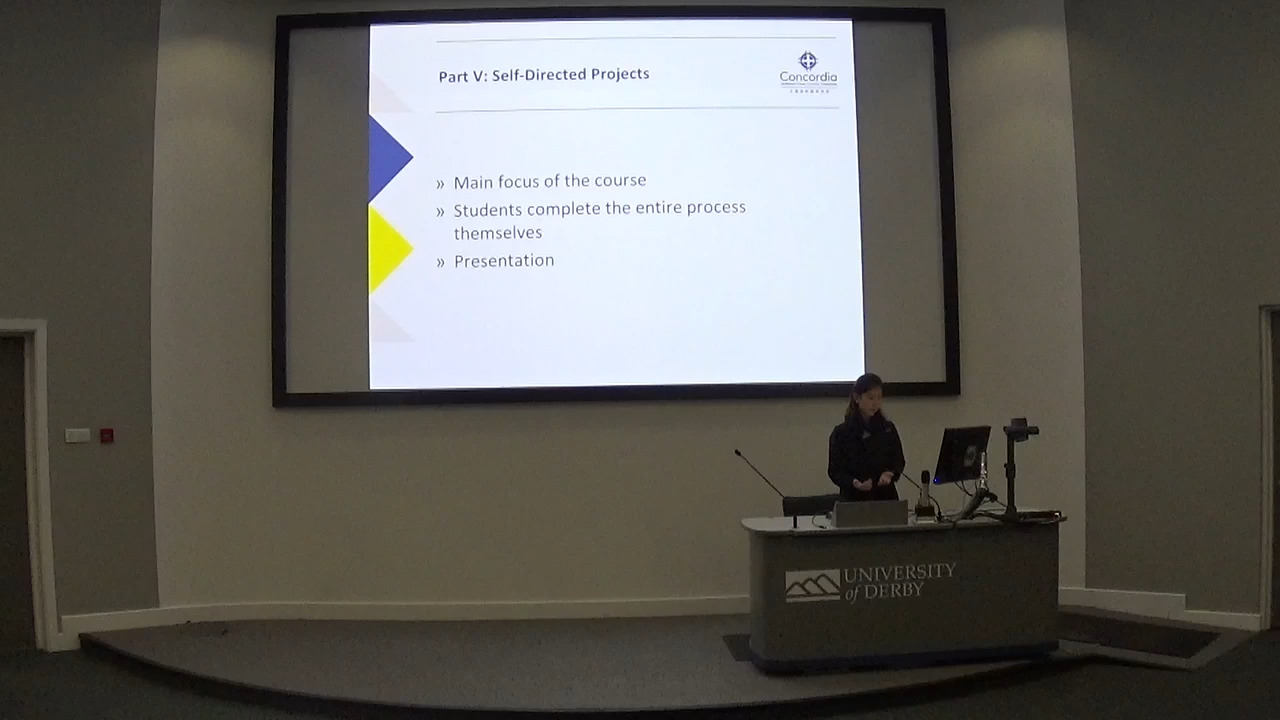 Part V: Self-Directed Projects
Concordia
» Main focus of the course
» Students complete the entire process
themselves
» Presentation
UNIVERSITY
of DERBY